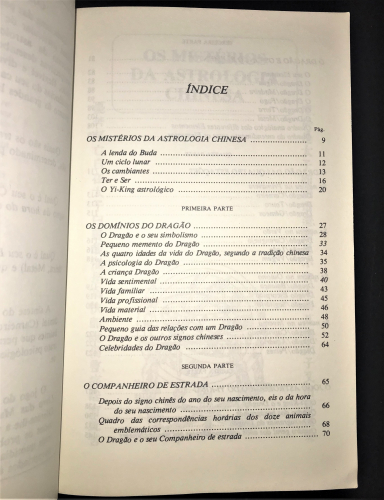 ÍNDICE
Pág.
OS MISTÉRIOS DA ASTROLOGIA CHINESA 9
A lenda do Buda 11
Um ciclo lunar 12
Os cambiantes 13
Ter e Ser 16
O Yi-King astrológico 20
PRIMEIRA PARTE
OS DOMÍNIOS DO DRAGÃO 27
O Dragão e o seu simbolismo 28
Pequeno memento do Dragão 33
As quatro idades da vida do Dragão, segundo a tradição chinesa 34
A psicologia do Dragão 35
A criança Dragão 38
Vida sentimental 40
Vida familiar 43
Vida profissional 45
Vida material 46
Ambiente 48
Pequeno guia das relações com um Dragão 50
O Dragão e os outros signos chineses 52
Celebridades do Dragão 64
SEGUNDA PARTE
O COMPANHEIRO DE ESTRADA 65
Depois do signo chinês do ano do seu nascimento, eis o da hora
do seu nascimento 66
Quadro das correspondências horárias dos doze animais
emblemáticos 68
O Dragão e o seu Companheiro de estrada 70